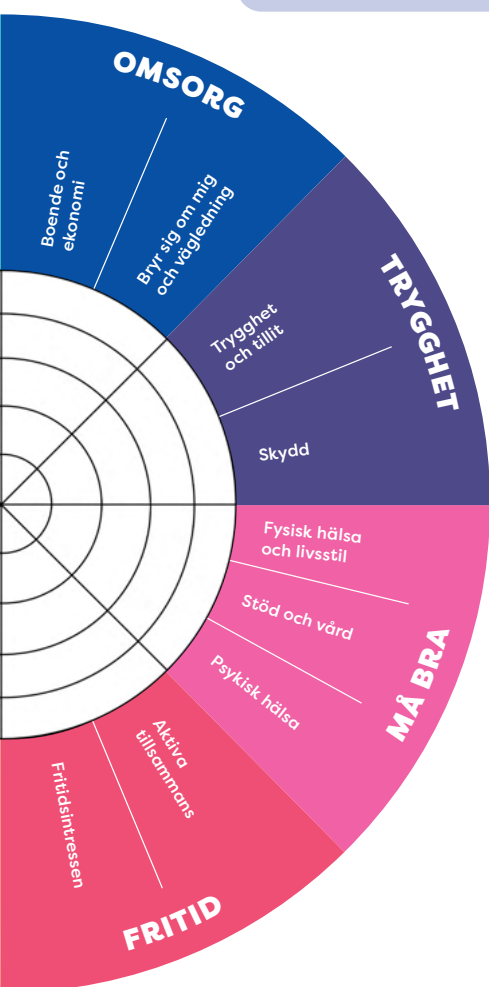 OMSORG
Boende och
ekonomi
Bryr sig om mig
och vägledning
TRYGGHET
Trygghet
och tillit
Skydd
MÅ BRA
Fysisk hälsa
och livsstil
Stöd och vård
Psykisk hälsa
FRITID
Aktiva
tillsammans
Fritidsintressen